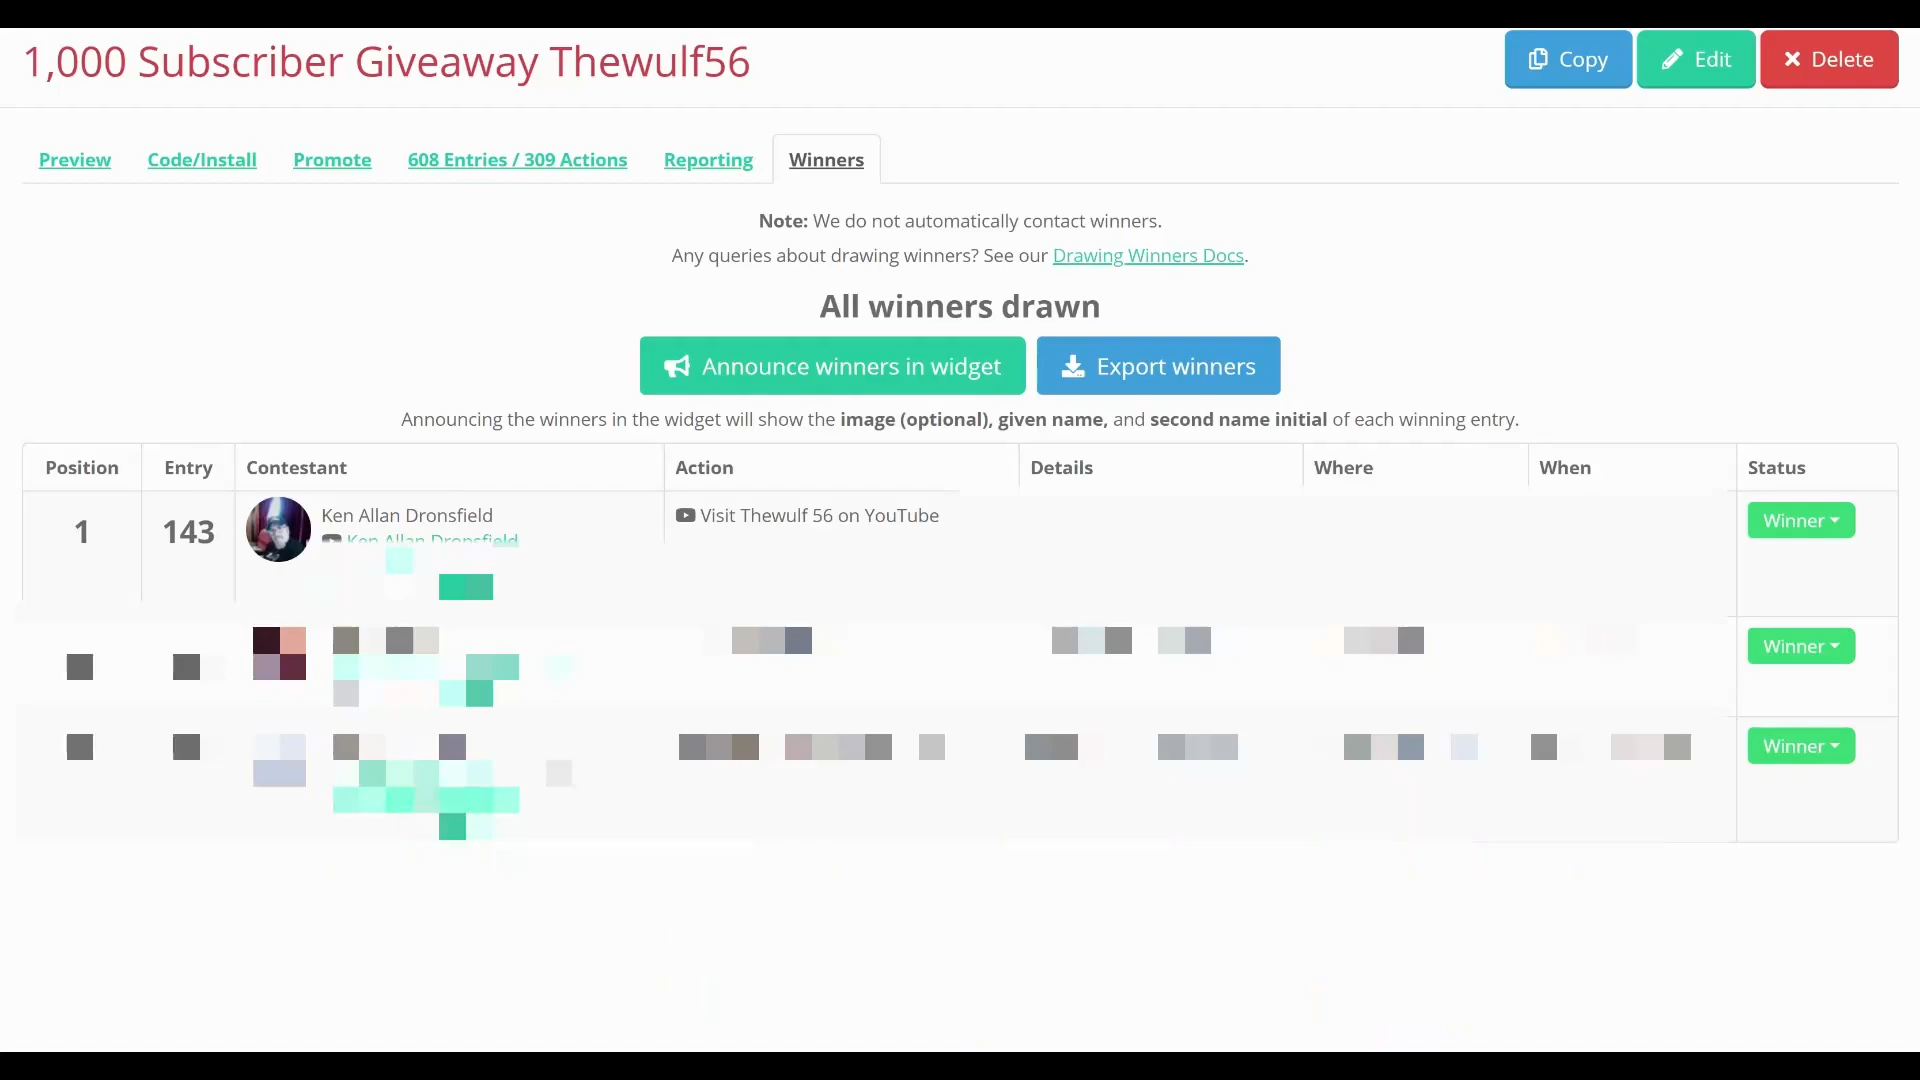 1,000 Subscriber Giveaway Thewulf56
Copy
Edit
Delete
Preview
Code/Install
Promote
608 Entries / 309 Actions
Reporting
Winners
Note: We do not automatically contact winners.
Any queries about drawing winners? See our Drawing Winners Docs.
All winners drawn
Announce winners in widget
Export winners
Announcing the winners in the widget will show the image (optional), given name, and second name initial of each winning entry.
Position Entry Contestant Action Details Where When Status
1 143 Ken Allan Dronsfield Visit Thewulf 56 on YouTube Winner
Ken Allan Dronsfield
Winner
Winner